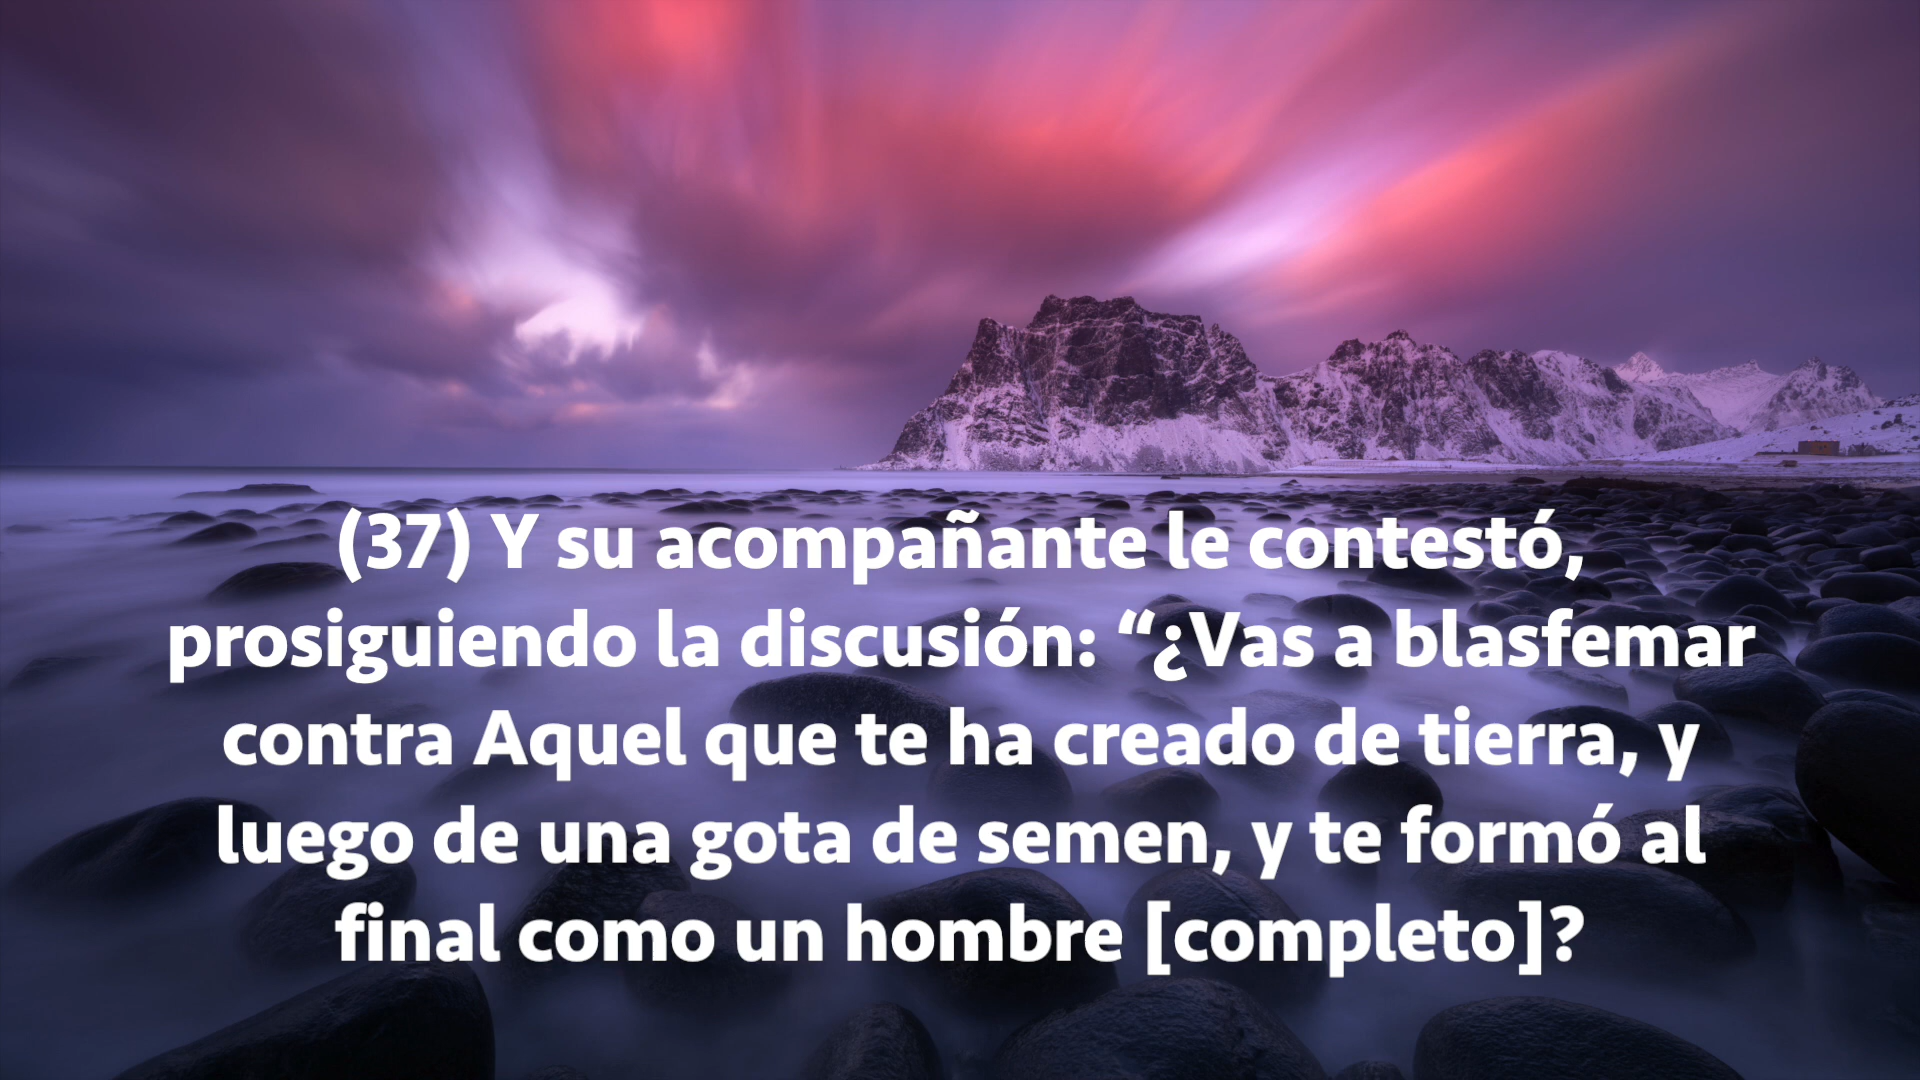 (37) Y su acompañante le contestó,
prosiguiendo la discusión: “¿Vas a blasfemar
contra Aquel que te ha creado de tierra, y
luego de una gota de semen, y te formó al
final como un hombre [completo]?